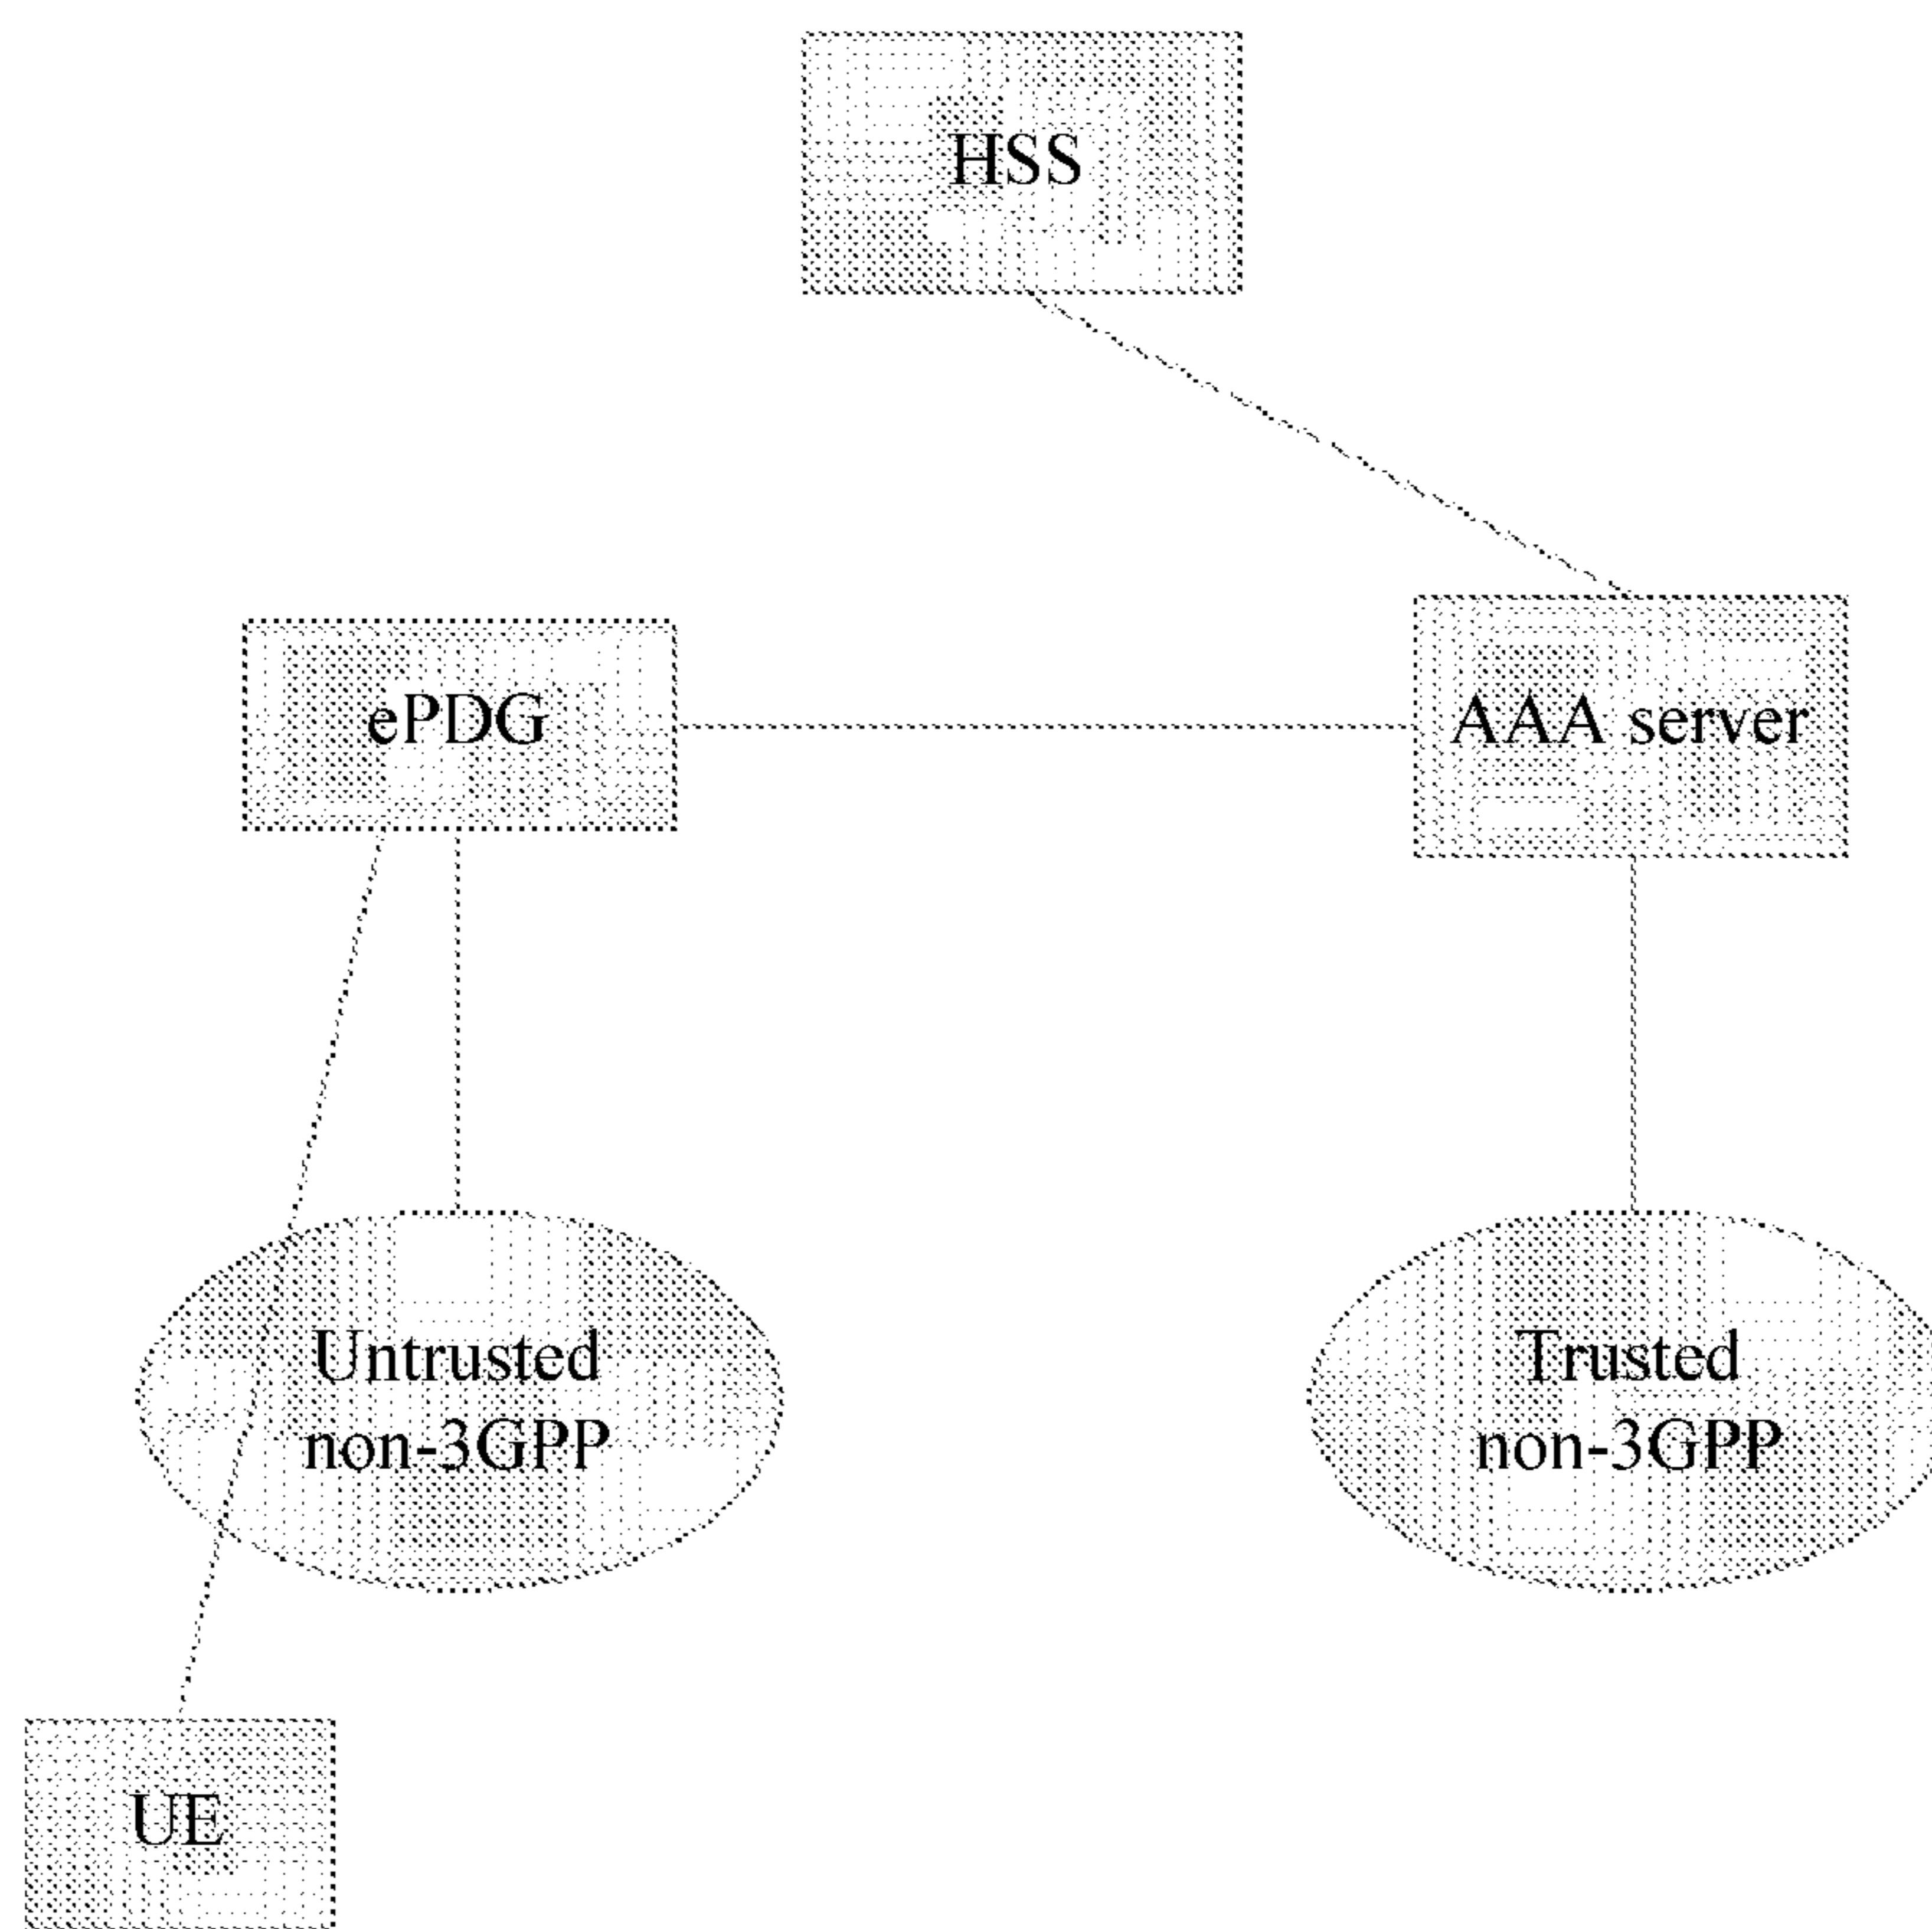 HSS
ePDG
AAA server
Untrusted
non-3GPP
Trusted
non-3GPP
UE